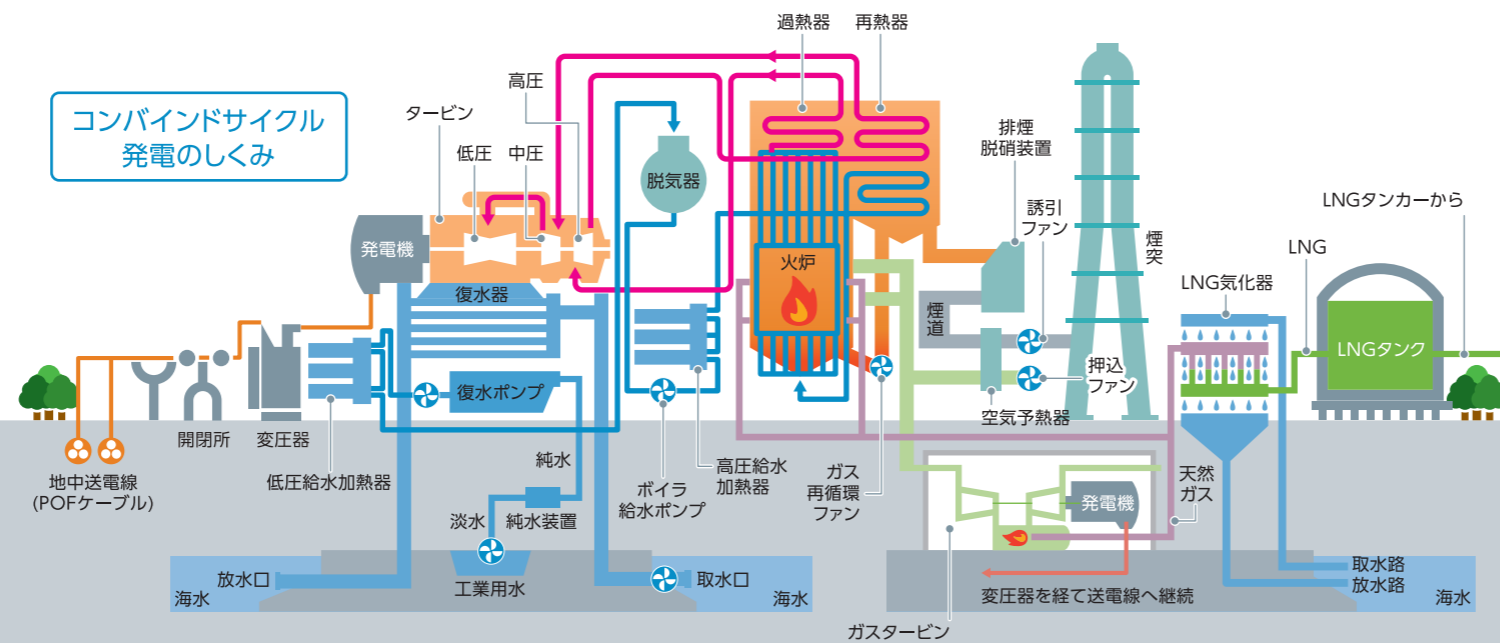 コンバインドサイクル
発電のしくみ
過熱器
再熱器
高圧
タービン
低圧
中圧
脱気器
排煙
脱硝装置
誘引
ファン
煙突
LNGタンカーから
LNG
LNG気化器
発電機
復水器
火炉
煙道
LNGタンク
復水ポンプ
押込
ファン
空気予熱器
開閉所
変圧器
地中送電線
(POFケーブル)
低圧給水加熱器
純水
高圧給水
加熱器
ボイラ
給水ポンプ
ガス
再循環
ファン
天然
ガス
発電機
淡水
純水装置
放水口
海水
工業用水
取水口
海水
変圧器を経て送電線へ継続
取水路
放水路
海水
ガスタービン